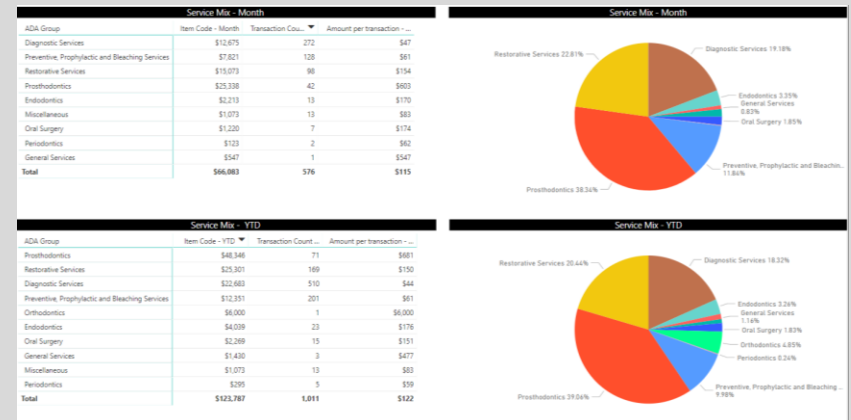 Service Mix - Month
ADA Group Item Code - Month Transaction Cou... Amount per transaction - ...
Diagnostic Services $12,675 272 $47
Preventive, Prophylactic and Bleaching Services $7,821 128 $61
Restorative Services $15,073 98 $154
Prosthodontics $25,338 42 $603
Endodontics $2,213 13 $170
Miscellaneous $1,073 13 $83
Oral Surgery $1,220 7 $174
Periodontics $123 2 $62
General Services $547 1 $547
Total $66,083 576 $115
Service Mix - Month
Restorative Services 22.81%
Diagnostic Services 19.18%
Endodontics 3.35%
General Services
0.83%
Oral Surgery 1.85%
Preventive, Prophylactic and Bleachin...
11.84%
Prosthodontics 38.34%
Service Mix - YTD
ADA Group Item Code - YTD Transaction Count ... Amount per transaction - ...
Prosthodontics $48,346 71 $681
Restorative Services $25,301 169 $150
Diagnostic Services $22,683 510 $44
Preventive, Prophylactic and Bleaching Services $12,351 201 $61
Orthodontics $6,000 1 $6,000
Endodontics $4,039 23 $176
Oral Surgery $2,269 15 $151
General Services $1,430 3 $477
Miscellaneous $1,073 13 $83
Periodontics $295 5 $59
Total $123,787 1,011 $122
Service Mix - YTD
Restorative Services 20.44%
Diagnostic Services 18.32%
Endodontics 3.26%
General Services
1.16%
Oral Surgery 1.83%
Orthodontics 4.85%
Periodontics 0.24%
Preventive, Prophylactic and Bleaching ...
9.98%
Prosthodontics 39.06%